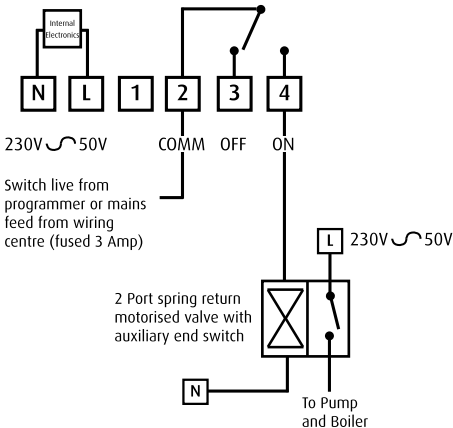 Internal
Electronics
N L 1 2 3 4
230V 50V COMM OFF ON
Switch live from
programmer or mains
feed from wiring
centre (fused 3 Amp)
L 230V 50V
2 Port spring return
motorised valve with
auxiliary end switch
N
To Pump
and Boiler